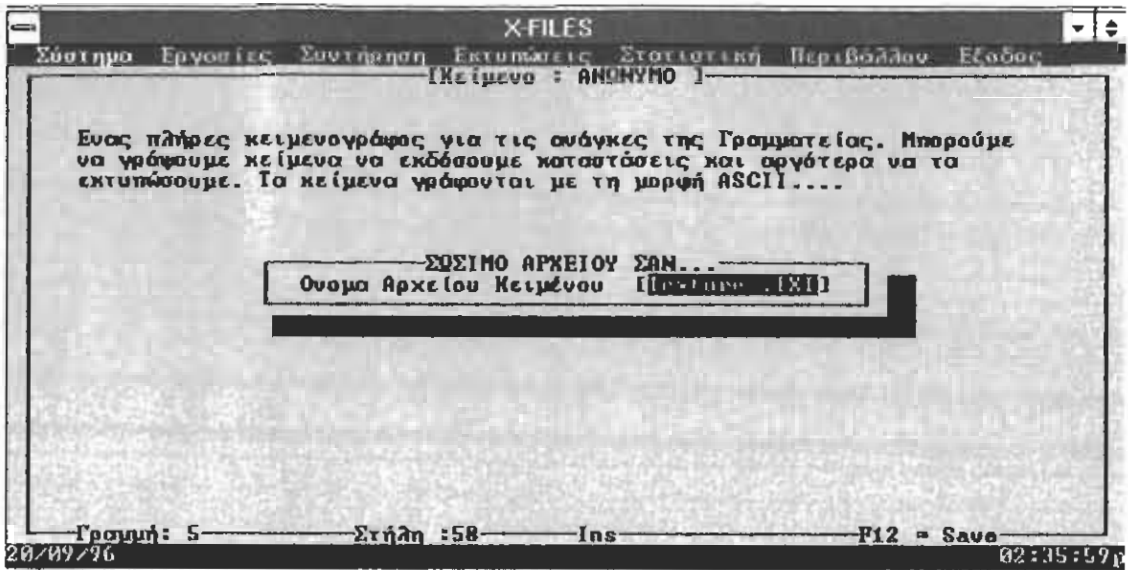 X-FILES
Σύστημα Εργασίες Συντήρηση Εκτυπώσεις Στατιστική Περιβάλλον Εξοδος
[Κείμενο : ΑΝΩΝΥΜΟ ]
Ενας πλήρες κειμενογράφος για τις ανάγκες της Γραμματείας. Μπορούμε
να γράψουμε κείμενα να εκδόσουμε καταστάσεις και αργότερα να τα
εκτυπώσουμε. Τα κείμενα γράφονται με τη μορφή ASCII....
ΣΩΣΙΜΟ ΑΡΧΕΙΟΥ ΣΑΝ...
Ονομα Αρχείου Κειμένου [ .TXT]
Γραμμή: 5 Στήλη :58 Ins F12 = Save
20/09/96 02:35:59p